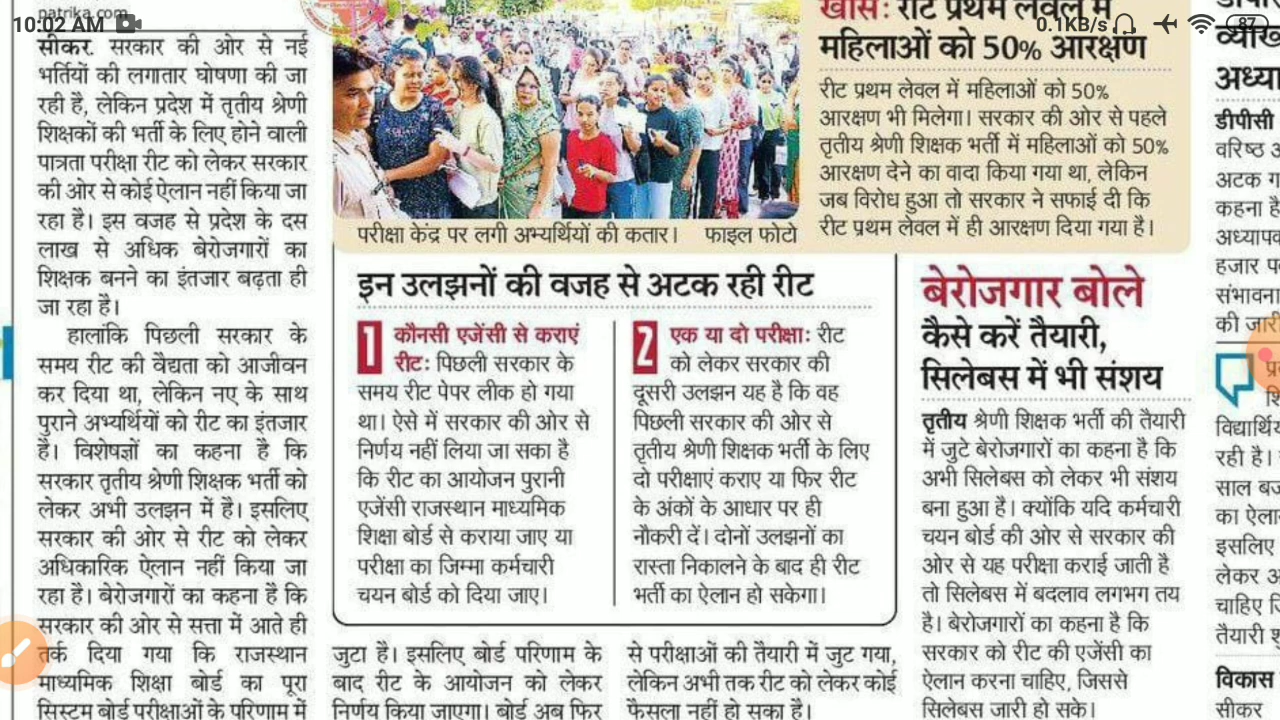 patrika.com
10:02 AM
0.1KB/s
87
सीकर. सरकार की ओर से नई
भर्तियों की लगातार घोषणा की जा
रही है, लेकिन प्रदेश में तृतीय श्रेणी
शिक्षकों की भर्ती के लिए होने वाली
पात्रता परीक्षा रीट को लेकर सरकार
की ओर से कोई ऐलान नहीं किया जा
रहा है। इस वजह से प्रदेश के दस
लाख से अधिक बेरोजगारों का
शिक्षक बनने का इंतजार बढ़ता ही
जा रहा है।
हालांकि पिछली सरकार के
समय रीट की वैद्यता को आजीवन
कर दिया था, लेकिन नए के साथ
पुराने अभ्यर्थियों को रीट का इंतजार
है। विशेषज्ञों का कहना है कि
सरकार तृतीय श्रेणी शिक्षक भर्ती को
लेकर अभी उलझन में है। इसलिए
सरकार की ओर से रीट को लेकर
अधिकारिक ऐलान नहीं किया जा
रहा है। बेरोजगारों का कहना है कि
सरकार की ओर से सत्ता में आते ही
तर्क दिया गया कि राजस्थान
माध्यमिक शिक्षा बोर्ड का पूरा
सिस्टम बोर्ड परीक्षाओं के परिणाम में
परीक्षा केंद्र पर लगी अभ्यर्थियों की कतार। फाइल फोटो
खास: रीट प्रथम लेवल में
महिलाओं को 50% आरक्षण
रीट प्रथम लेवल में महिलाओं को 50%
आरक्षण भी मिलेगा। सरकार की ओर से पहले
तृतीय श्रेणी शिक्षक भर्ती में महिलाओं को 50%
आरक्षण देने का वादा किया गया था, लेकिन
जब विरोध हुआ तो सरकार ने सफाई दी कि
रीट प्रथम लेवल में ही आरक्षण दिया गया है।
इन उलझनों की वजह से अटक रही रीट
1 कौनसी एजेंसी से कराएं
रीट: पिछली सरकार के
समय रीट पेपर लीक हो गया
था। ऐसे में सरकार की ओर से
निर्णय नहीं लिया जा सका है
कि रीट का आयोजन पुरानी
एजेंसी राजस्थान माध्यमिक
शिक्षा बोर्ड से कराया जाए या
परीक्षा का जिम्मा कर्मचारी
चयन बोर्ड को दिया जाए।
2 एक या दो परीक्षा: रीट
को लेकर सरकार की
दूसरी उलझन यह है कि वह
पिछली सरकार की ओर से
तृतीय श्रेणी शिक्षक भर्ती के लिए
दो परीक्षाएं कराए या फिर रीट
के अंकों के आधार पर ही
नौकरी दें। दोनों उलझनों का
रास्ता निकालने के बाद ही रीट
भर्ती का ऐलान हो सकेगा।
जुटा है। इसलिए बोर्ड परिणाम के
बाद रीट के आयोजन को लेकर
निर्णय किया जाएगा। बोर्ड अब फिर
से परीक्षाओं की तैयारी में जुट गया,
लेकिन अभी तक रीट को लेकर कोई
फैसला नहीं हो सका है।
बेरोजगार बोले
कैसे करें तैयारी,
सिलेबस में भी संशय
तृतीय श्रेणी शिक्षक भर्ती की तैयारी
में जुटे बेरोजगारों का कहना है कि
अभी सिलेबस को लेकर भी संशय
बना हुआ है। क्योंकि यदि कर्मचारी
चयन बोर्ड की ओर से सरकार की
ओर से यह परीक्षा कराई जाती है
तो सिलेबस में बदलाव लगभग तय
है। बेरोजगारों का कहना है कि
सरकार को रीट की एजेंसी का
ऐलान करना चाहिए, जिससे
सिलेबस जारी हो सके।
डीपीसी
वरिष्ठ
अटक
कहना
हजार
संभावना
की जारी
रही है।
साल
का
इसलिए
लेकर
चाहिए
तैयारी
विकास
सीकर